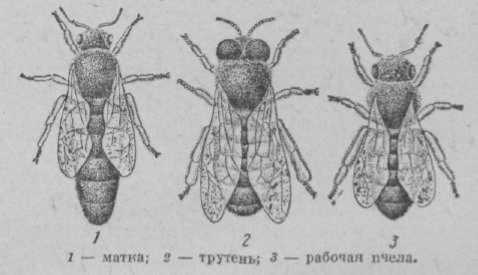 1 2 3
1 — матка; 2 — трутень; 3 — рабочая пчела.